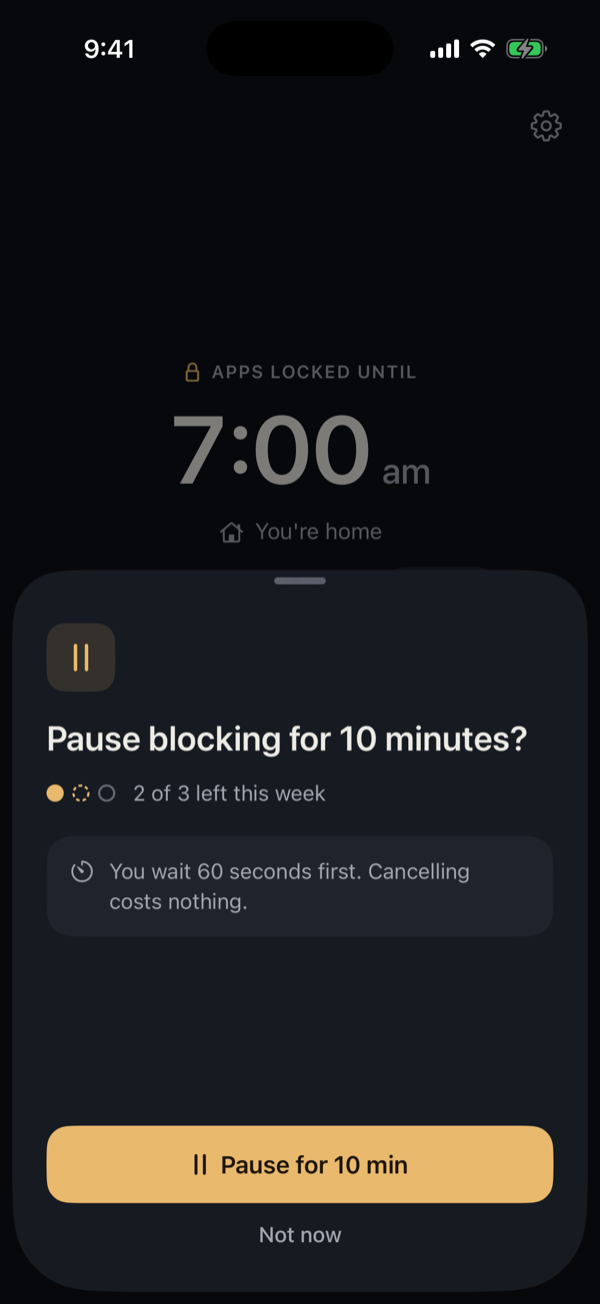 9:41
APPS LOCKED UNTIL
7:00 am
You're home
Pause blocking for 10 minutes?
2 of 3 left this week
You wait 60 seconds first. Cancelling
costs nothing.
Pause for 10 min
Not now